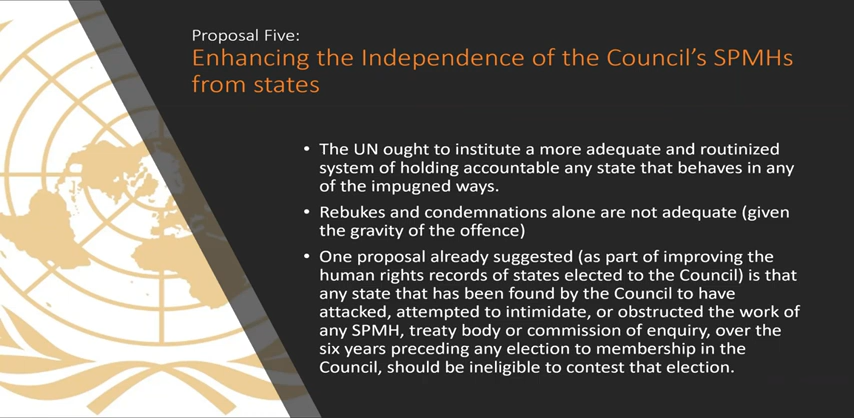 Proposal Five:
Enhancing the Independence of the Council’s SPMHs
from states
• The UN ought to institute a more adequate and routinized
system of holding accountable any state that behaves in any
of the impugned ways.
• Rebukes and condemnations alone are not adequate (given
the gravity of the offence)
• One proposal already suggested (as part of improving the
human rights records of states elected to the Council) is that
any state that has been found by the Council to have
attacked, attempted to intimidate, or obstructed the work of
any SPMH, treaty body or commission of enquiry, over the
six years preceding any election to membership in the
Council, should be ineligible to contest that election.